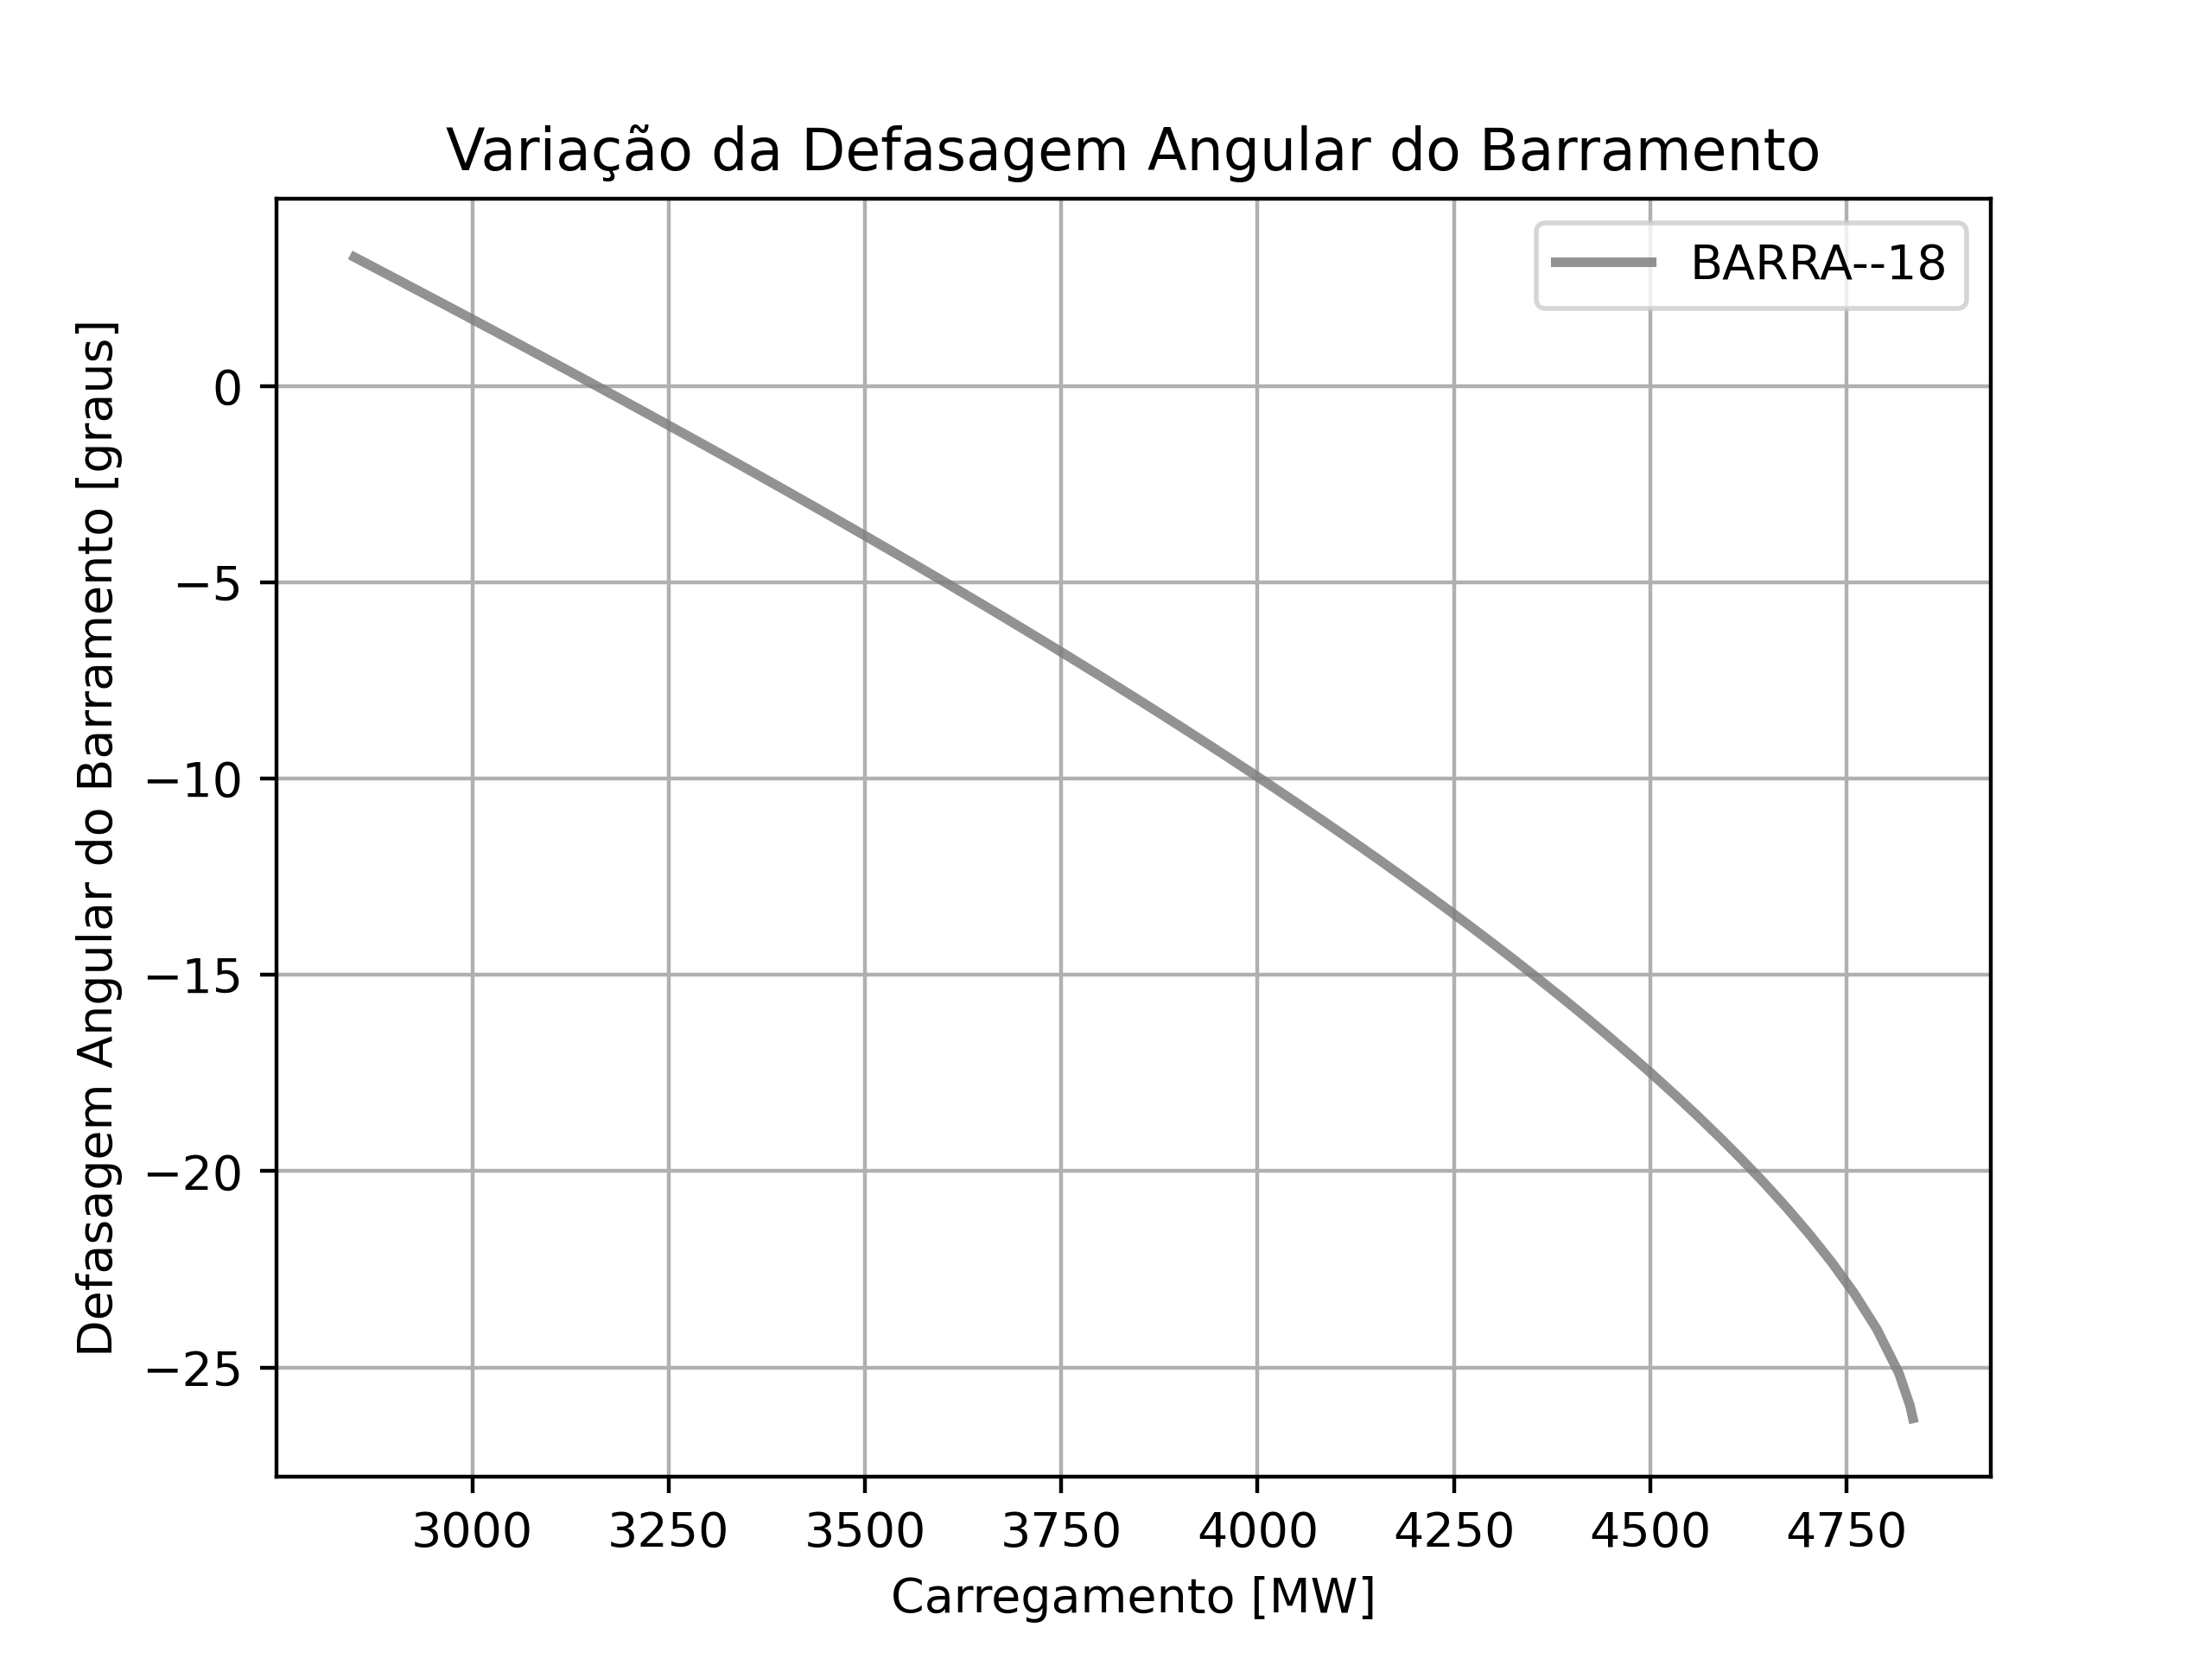 Variação da Defasagem Angular do Barramento
BARRA--18
Defasagem Angular do Barramento [graus]
0
−5
−10
−15
−20
−25
3000 3250 3500 3750 4000 4250 4500 4750
Carregamento [MW]